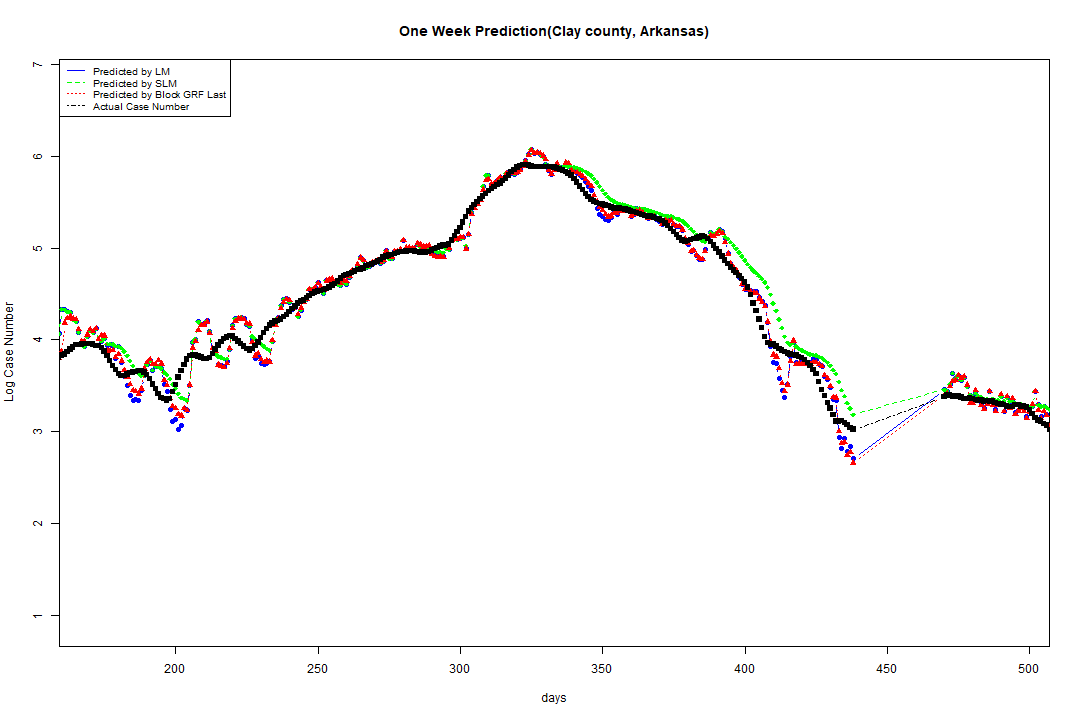 One Week Prediction(Clay county, Arkansas)
Predicted by LM
Predicted by SLM
Predicted by Block GRF Last
Actual Case Number
7
6
5
4
3
2
1
Log Case Number
200 250 300 350 400 450 500
days